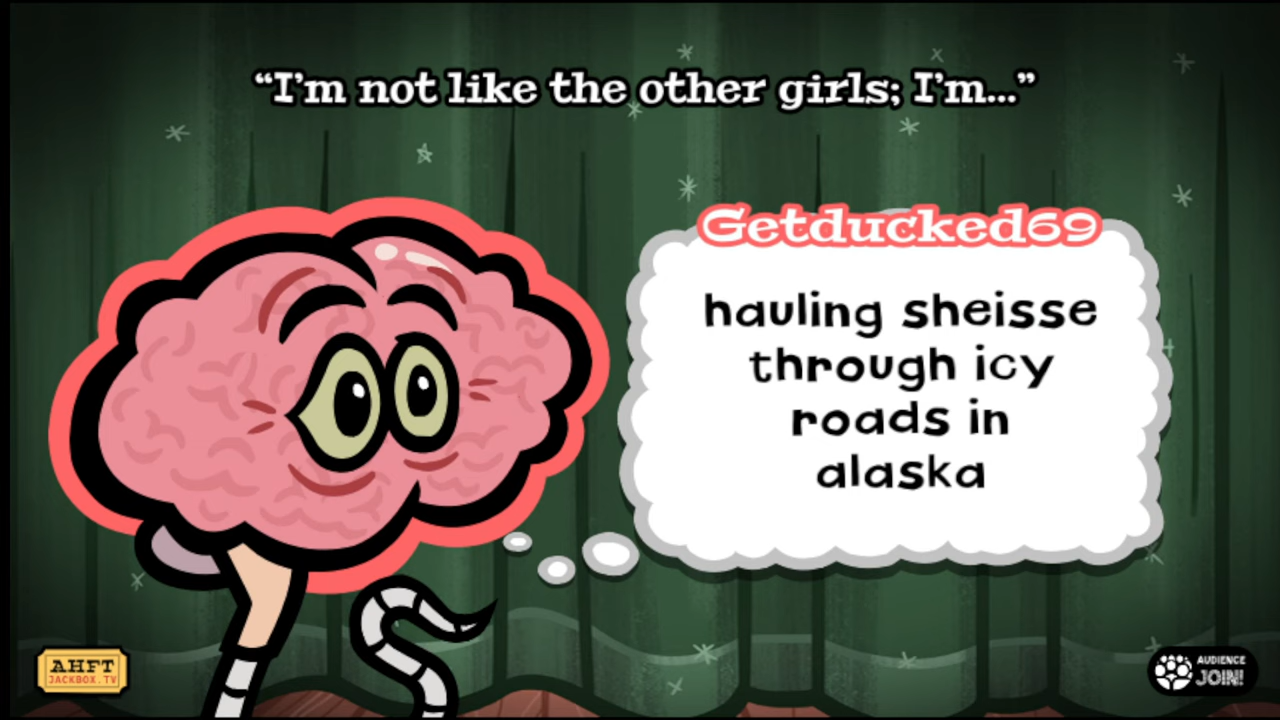 “I’m not like the other girls; I’m...”
Getducked69
hauling sheisse
through icy
roads in
alaska
AHFT
JACKBOX.TV
AUDIENCE
JOIN!